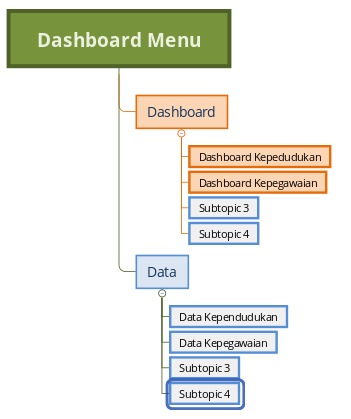 Dashboard Menu
Dashboard
Dashboard Kepedudukan
Dashboard Kepegawaian
Subtopic 3
Subtopic 4
Data
Data Kependudukan
Data Kepegawaian
Subtopic 3
Subtopic 4